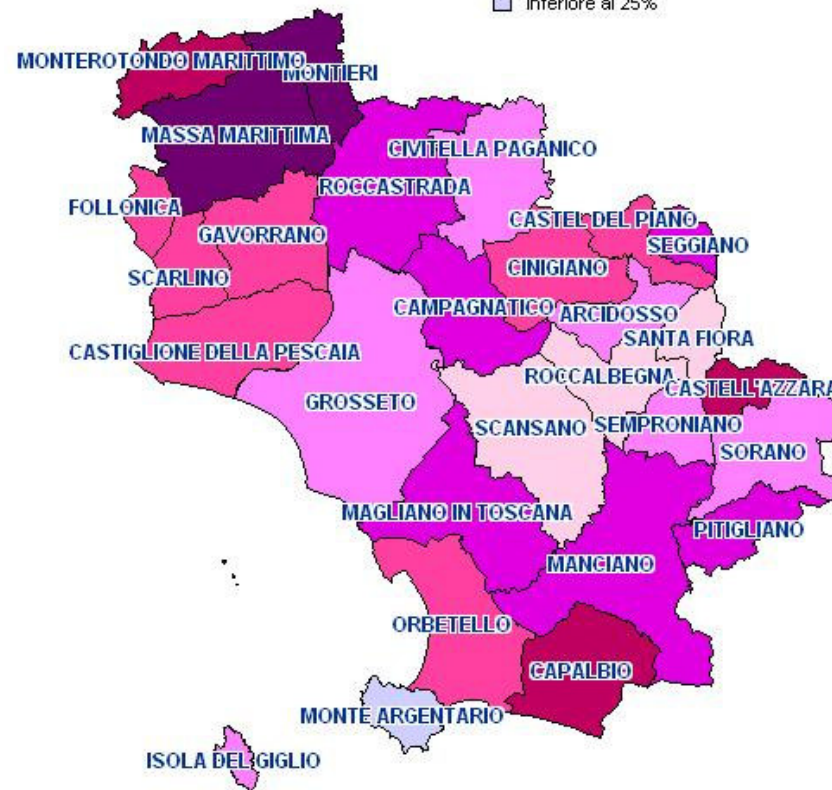 inferiore al 25%
MONTEROTONDO MARITTIMO
MONTIERI
MASSA MARITTIMA
CIVITELLA PAGANICO
ROCCASTRADA
FOLLONICA
CASTEL DEL PIANO
GAVORRANO
SEGGIANO
CINIGIANO
SCARLINO
CAMPAGNATICO
ARCIDOSSO
SANTA FIORA
CASTIGLIONE DELLA PESCAIA
ROCCALBEGNA
CASTELL'AZZARA
GROSSETO
SCANSANO
SEMPRONIANO
SORANO
MAGLIANO IN TOSCANA
PITIGLIANO
MANCIANO
ORBETELLO
CAPALBIO
MONTE ARGENTARIO
ISOLA DEL GIGLIO